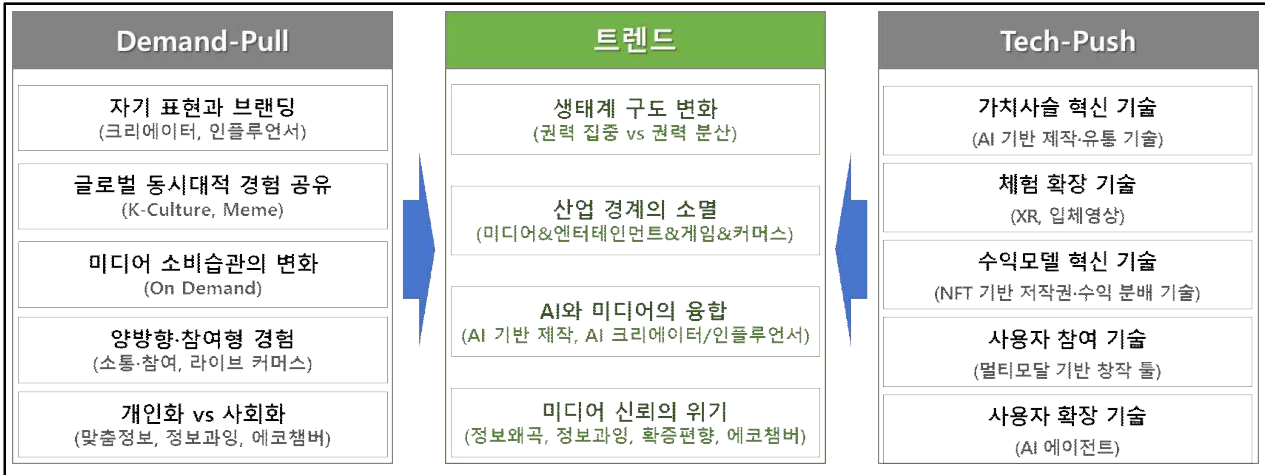 Demand-Pull
자기 표현과 브랜딩
(크리에이터, 인플루언서)
글로벌 동시대적 경험 공유
(K-Culture, Meme)
미디어 소비습관의 변화
(On Demand)
양방향·참여형 경험
(소통·참여, 라이브 커머스)
개인화 vs 사회화
(맞춤정보, 정보과잉, 에코챔버)
트렌드
생태계 구도 변화
(권력 집중 vs 권력 분산)
산업 경계의 소멸
(미디어&엔터테인먼트&게임&커머스)
AI와 미디어의 융합
(AI 기반 제작, AI 크리에이터/인플루언서)
미디어 신뢰의 위기
(정보왜곡, 정보과잉, 확증편향, 에코챔버)
Tech-Push
가치사슬 혁신 기술
(AI 기반 제작·유통 기술)
체험 확장 기술
(XR, 입체영상)
수익모델 혁신 기술
(NFT 기반 저작권·수익 분배 기술)
사용자 참여 기술
(멀티모달 기반 창작 툴)
사용자 확장 기술
(AI 에이전트)